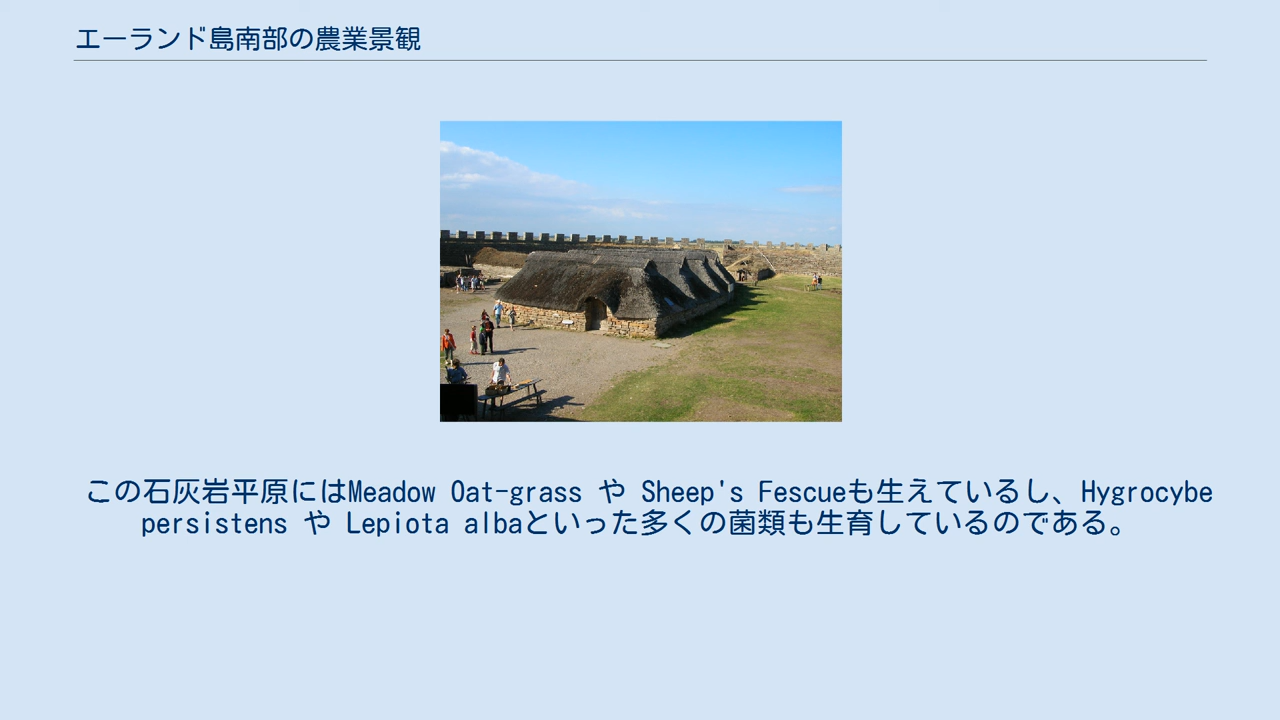 エーランド島南部の農業景観
この石灰岩平原にはMeadow Oat-grass や Sheep's Fescueも生えているし、Hygrocybe
persistens や Lepiota albaといった多くの菌類も生育しているのである。